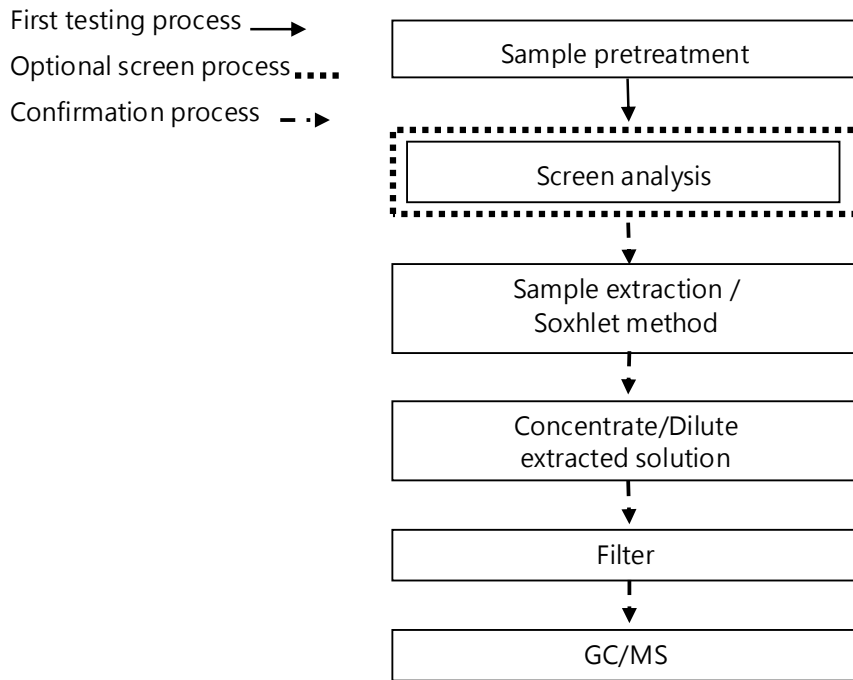 First testing process
Optional screen process
Confirmation process
Sample pretreatment
Screen analysis
Sample extraction /
Soxhlet method
Concentrate/Dilute
extracted solution
Filter
GC/MS